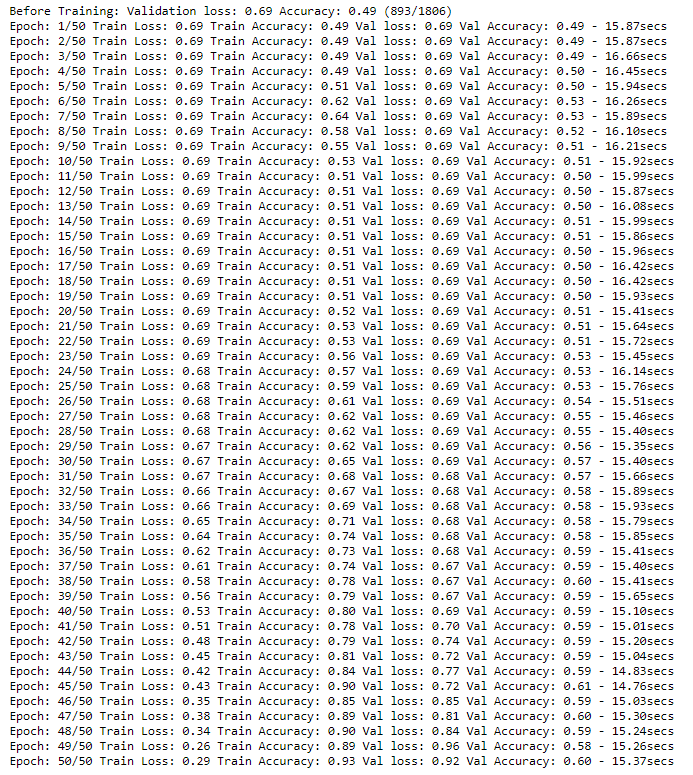 Before Training: Validation loss: 0.69 Accuracy: 0.49 (893/1806)
Epoch: 1/50 Train Loss: 0.69 Train Accuracy: 0.49 Val loss: 0.69 Val Accuracy: 0.49 - 15.87secs
Epoch: 2/50 Train Loss: 0.69 Train Accuracy: 0.49 Val loss: 0.69 Val Accuracy: 0.49 - 15.87secs
Epoch: 3/50 Train Loss: 0.69 Train Accuracy: 0.49 Val loss: 0.69 Val Accuracy: 0.49 - 16.66secs
Epoch: 4/50 Train Loss: 0.69 Train Accuracy: 0.49 Val loss: 0.69 Val Accuracy: 0.50 - 16.45secs
Epoch: 5/50 Train Loss: 0.69 Train Accuracy: 0.51 Val loss: 0.69 Val Accuracy: 0.50 - 15.94secs
Epoch: 6/50 Train Loss: 0.69 Train Accuracy: 0.62 Val loss: 0.69 Val Accuracy: 0.53 - 16.26secs
Epoch: 7/50 Train Loss: 0.69 Train Accuracy: 0.64 Val loss: 0.69 Val Accuracy: 0.53 - 15.89secs
Epoch: 8/50 Train Loss: 0.69 Train Accuracy: 0.58 Val loss: 0.69 Val Accuracy: 0.52 - 16.10secs
Epoch: 9/50 Train Loss: 0.69 Train Accuracy: 0.55 Val loss: 0.69 Val Accuracy: 0.51 - 16.21secs
Epoch: 10/50 Train Loss: 0.69 Train Accuracy: 0.53 Val loss: 0.69 Val Accuracy: 0.51 - 15.92secs
Epoch: 11/50 Train Loss: 0.69 Train Accuracy: 0.51 Val loss: 0.69 Val Accuracy: 0.50 - 15.99secs
Epoch: 12/50 Train Loss: 0.69 Train Accuracy: 0.51 Val loss: 0.69 Val Accuracy: 0.50 - 15.87secs
Epoch: 13/50 Train Loss: 0.69 Train Accuracy: 0.51 Val loss: 0.69 Val Accuracy: 0.50 - 16.08secs
Epoch: 14/50 Train Loss: 0.69 Train Accuracy: 0.51 Val loss: 0.69 Val Accuracy: 0.51 - 15.99secs
Epoch: 15/50 Train Loss: 0.69 Train Accuracy: 0.51 Val loss: 0.69 Val Accuracy: 0.51 - 15.86secs
Epoch: 16/50 Train Loss: 0.69 Train Accuracy: 0.51 Val loss: 0.69 Val Accuracy: 0.50 - 15.96secs
Epoch: 17/50 Train Loss: 0.69 Train Accuracy: 0.51 Val loss: 0.69 Val Accuracy: 0.50 - 16.42secs
Epoch: 18/50 Train Loss: 0.69 Train Accuracy: 0.51 Val loss: 0.69 Val Accuracy: 0.50 - 16.42secs
Epoch: 19/50 Train Loss: 0.69 Train Accuracy: 0.51 Val loss: 0.69 Val Accuracy: 0.50 - 15.93secs
Epoch: 20/50 Train Loss: 0.69 Train Accuracy: 0.52 Val loss: 0.69 Val Accuracy: 0.51 - 15.41secs
Epoch: 21/50 Train Loss: 0.69 Train Accuracy: 0.53 Val loss: 0.69 Val Accuracy: 0.51 - 15.64secs
Epoch: 22/50 Train Loss: 0.69 Train Accuracy: 0.53 Val loss: 0.69 Val Accuracy: 0.51 - 15.72secs
Epoch: 23/50 Train Loss: 0.69 Train Accuracy: 0.56 Val loss: 0.69 Val Accuracy: 0.53 - 15.45secs
Epoch: 24/50 Train Loss: 0.68 Train Accuracy: 0.57 Val loss: 0.69 Val Accuracy: 0.53 - 16.14secs
Epoch: 25/50 Train Loss: 0.68 Train Accuracy: 0.59 Val loss: 0.69 Val Accuracy: 0.53 - 15.76secs
Epoch: 26/50 Train Loss: 0.68 Train Accuracy: 0.61 Val loss: 0.69 Val Accuracy: 0.54 - 15.51secs
Epoch: 27/50 Train Loss: 0.68 Train Accuracy: 0.62 Val loss: 0.69 Val Accuracy: 0.55 - 15.46secs
Epoch: 28/50 Train Loss: 0.68 Train Accuracy: 0.62 Val loss: 0.69 Val Accuracy: 0.55 - 15.40secs
Epoch: 29/50 Train Loss: 0.67 Train Accuracy: 0.62 Val loss: 0.69 Val Accuracy: 0.56 - 15.35secs
Epoch: 30/50 Train Loss: 0.67 Train Accuracy: 0.65 Val loss: 0.69 Val Accuracy: 0.57 - 15.40secs
Epoch: 31/50 Train Loss: 0.67 Train Accuracy: 0.68 Val loss: 0.68 Val Accuracy: 0.57 - 15.66secs
Epoch: 32/50 Train Loss: 0.66 Train Accuracy: 0.67 Val loss: 0.68 Val Accuracy: 0.58 - 15.89secs
Epoch: 33/50 Train Loss: 0.66 Train Accuracy: 0.69 Val loss: 0.68 Val Accuracy: 0.58 - 15.93secs
Epoch: 34/50 Train Loss: 0.65 Train Accuracy: 0.71 Val loss: 0.68 Val Accuracy: 0.58 - 15.79secs
Epoch: 35/50 Train Loss: 0.64 Train Accuracy: 0.74 Val loss: 0.68 Val Accuracy: 0.58 - 15.85secs
Epoch: 36/50 Train Loss: 0.62 Train Accuracy: 0.73 Val loss: 0.68 Val Accuracy: 0.59 - 15.41secs
Epoch: 37/50 Train Loss: 0.61 Train Accuracy: 0.74 Val loss: 0.67 Val Accuracy: 0.59 - 15.40secs
Epoch: 38/50 Train Loss: 0.58 Train Accuracy: 0.78 Val loss: 0.67 Val Accuracy: 0.60 - 15.41secs
Epoch: 39/50 Train Loss: 0.56 Train Accuracy: 0.79 Val loss: 0.67 Val Accuracy: 0.59 - 15.65secs
Epoch: 40/50 Train Loss: 0.53 Train Accuracy: 0.80 Val loss: 0.69 Val Accuracy: 0.59 - 15.10secs
Epoch: 41/50 Train Loss: 0.51 Train Accuracy: 0.78 Val loss: 0.70 Val Accuracy: 0.59 - 15.01secs
Epoch: 42/50 Train Loss: 0.48 Train Accuracy: 0.79 Val loss: 0.74 Val Accuracy: 0.59 - 15.20secs
Epoch: 43/50 Train Loss: 0.45 Train Accuracy: 0.81 Val loss: 0.72 Val Accuracy: 0.59 - 15.04secs
Epoch: 44/50 Train Loss: 0.42 Train Accuracy: 0.84 Val loss: 0.77 Val Accuracy: 0.59 - 14.83secs
Epoch: 45/50 Train Loss: 0.43 Train Accuracy: 0.90 Val loss: 0.72 Val Accuracy: 0.61 - 14.76secs
Epoch: 46/50 Train Loss: 0.35 Train Accuracy: 0.85 Val loss: 0.85 Val Accuracy: 0.59 - 15.03secs
Epoch: 47/50 Train Loss: 0.38 Train Accuracy: 0.89 Val loss: 0.81 Val Accuracy: 0.60 - 15.30secs
Epoch: 48/50 Train Loss: 0.34 Train Accuracy: 0.90 Val loss: 0.84 Val Accuracy: 0.59 - 15.24secs
Epoch: 49/50 Train Loss: 0.26 Train Accuracy: 0.89 Val loss: 0.96 Val Accuracy: 0.58 - 15.26secs
Epoch: 50/50 Train Loss: 0.29 Train Accuracy: 0.93 Val loss: 0.92 Val Accuracy: 0.60 - 15.37secs